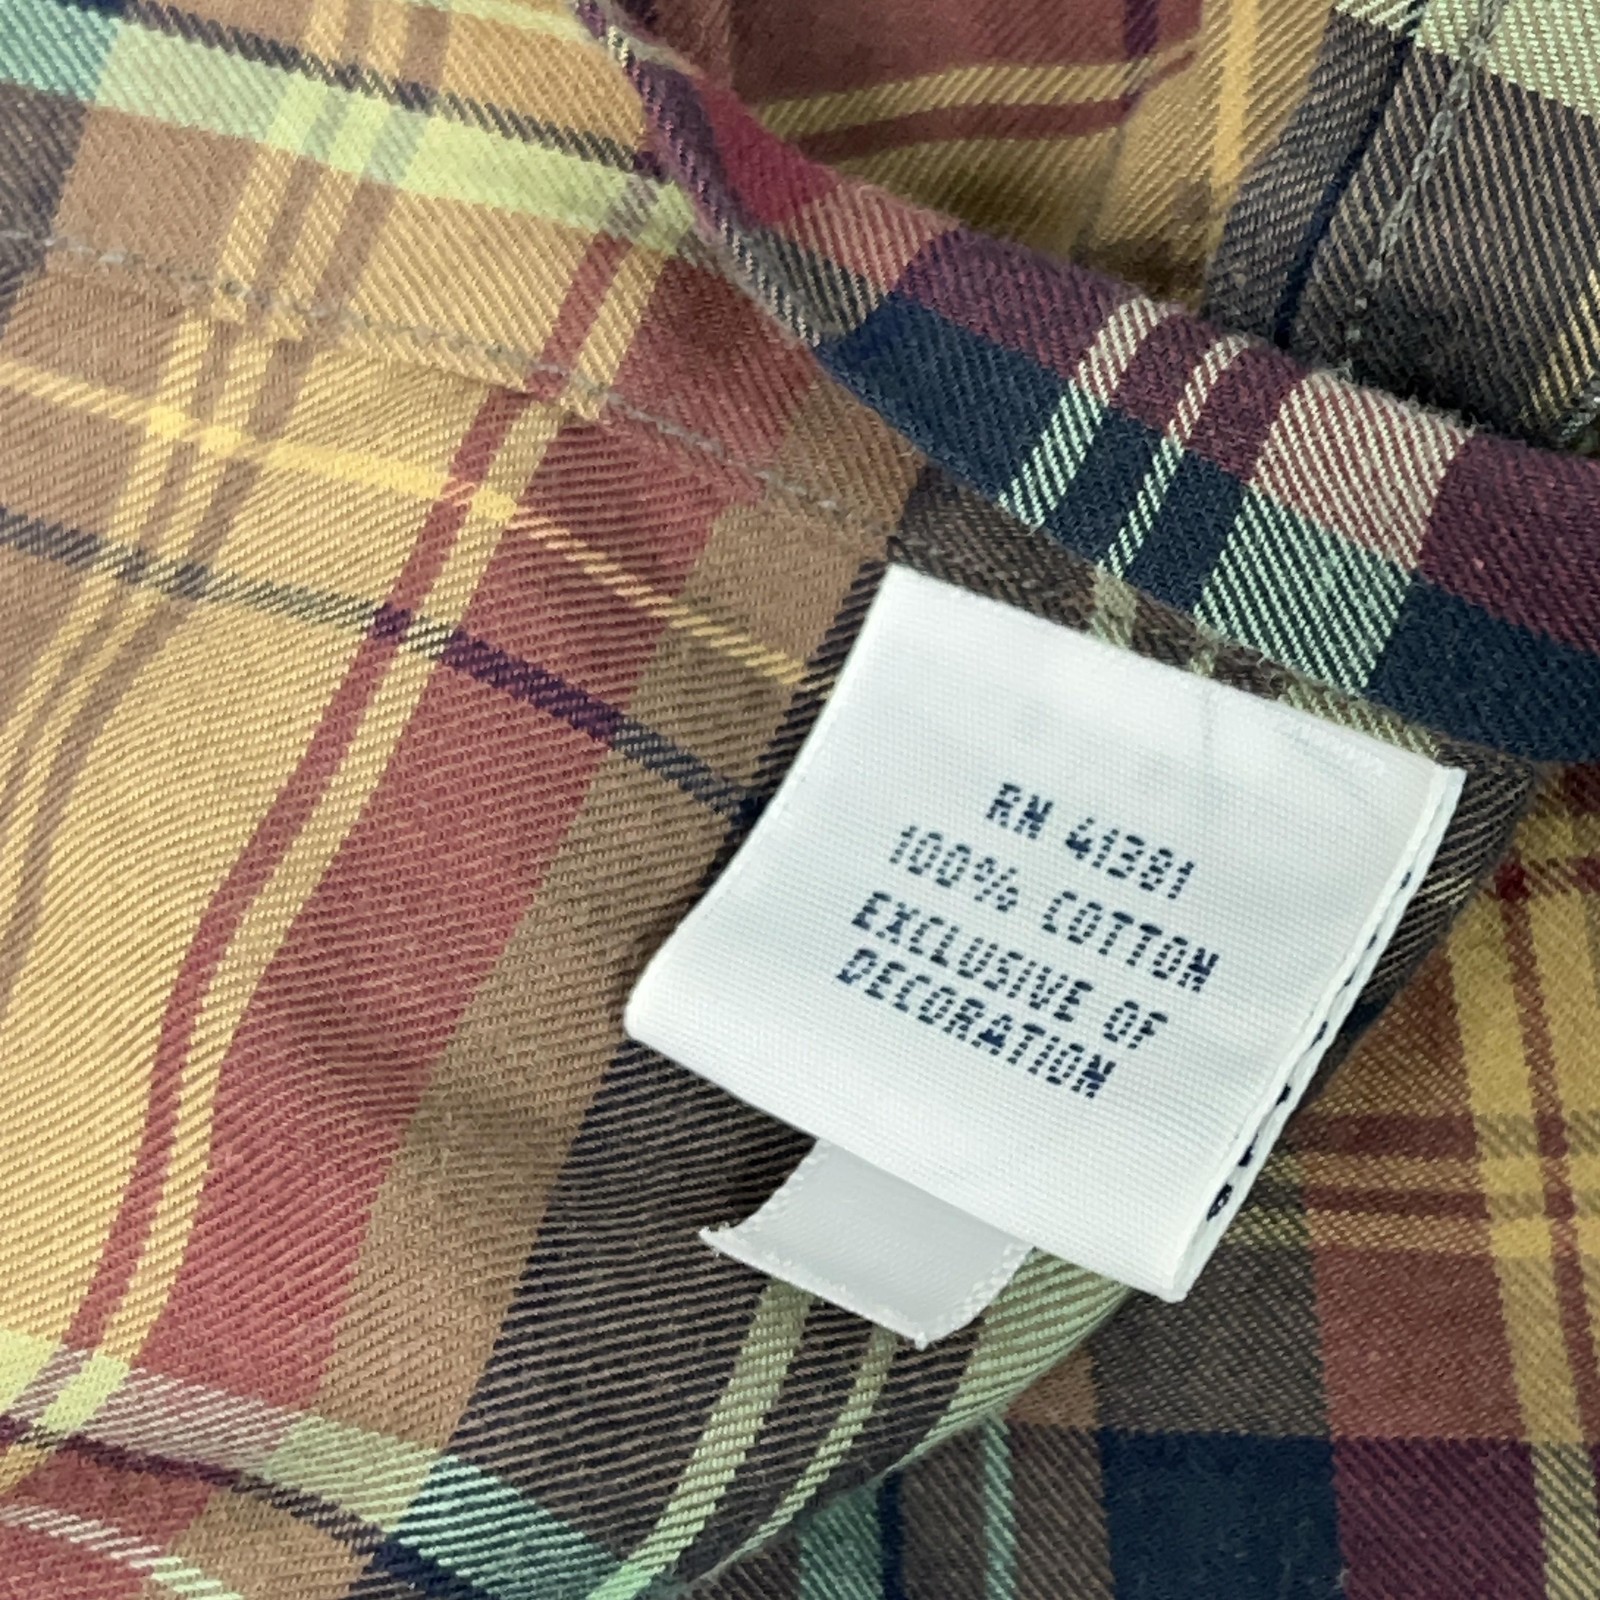 RN 41381
100% COTTON
EXCLUSIVE OF
DECORATION